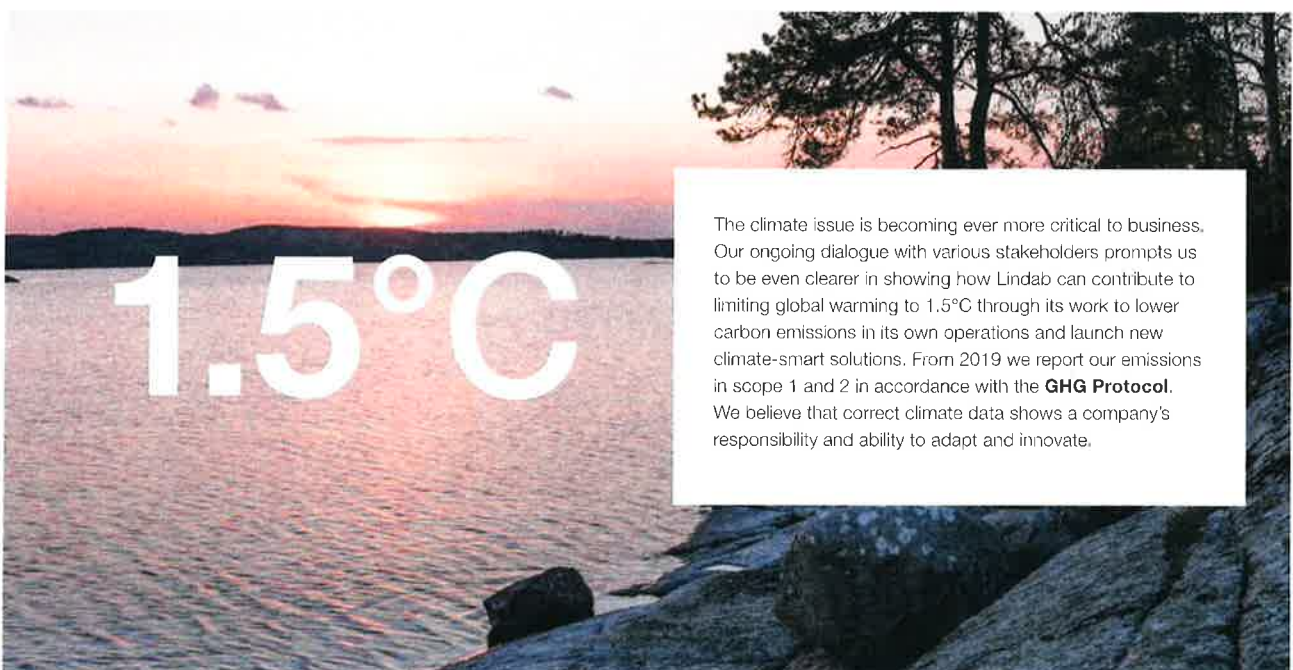 1.5°C
The climate issue is becoming ever more critical to business.
Our ongoing dialogue with various stakeholders prompts us
to be even clearer in showing how Lindab can contribute to
limiting global warming to 1.5°C through its work to lower
carbon emissions in its own operations and launch new
climate-smart solutions. From 2019 we report our emissions
in scope 1 and 2 in accordance with the GHG Protocol.
We believe that correct climate data shows a company's
responsibility and ability to adapt and innovate.